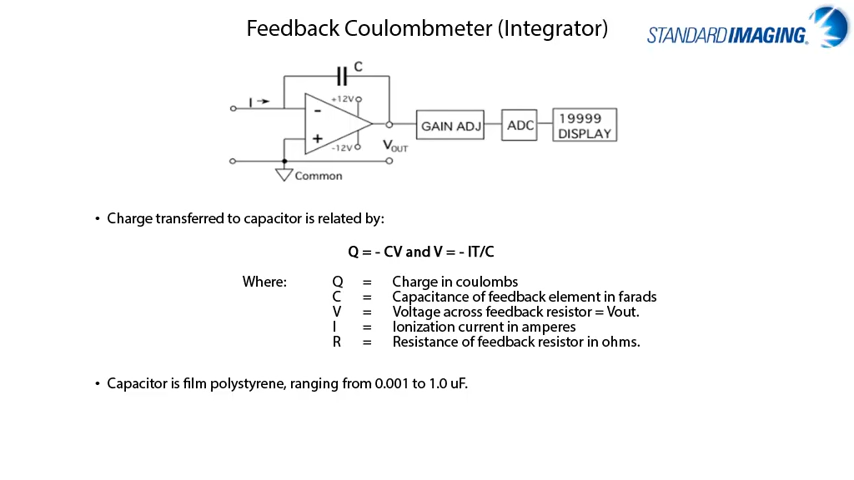 Feedback Coulombmeter (Integrator)
STANDARD IMAGING.
C
I
+12V
-
+
-12V
VOUT
GAIN ADJ
ADC
19999
DISPLAY
Common
• Charge transferred to capacitor is related by:
Q = - CV and V = - IT/C
Where: Q = Charge in coulombs
C = Capacitance of feedback element in farads
V = Voltage across feedback resistor = Vout.
I = Ionization current in amperes
R = Resistance of feedback resistor in ohms.
• Capacitor is film polystyrene, ranging from 0.001 to 1.0 uF.